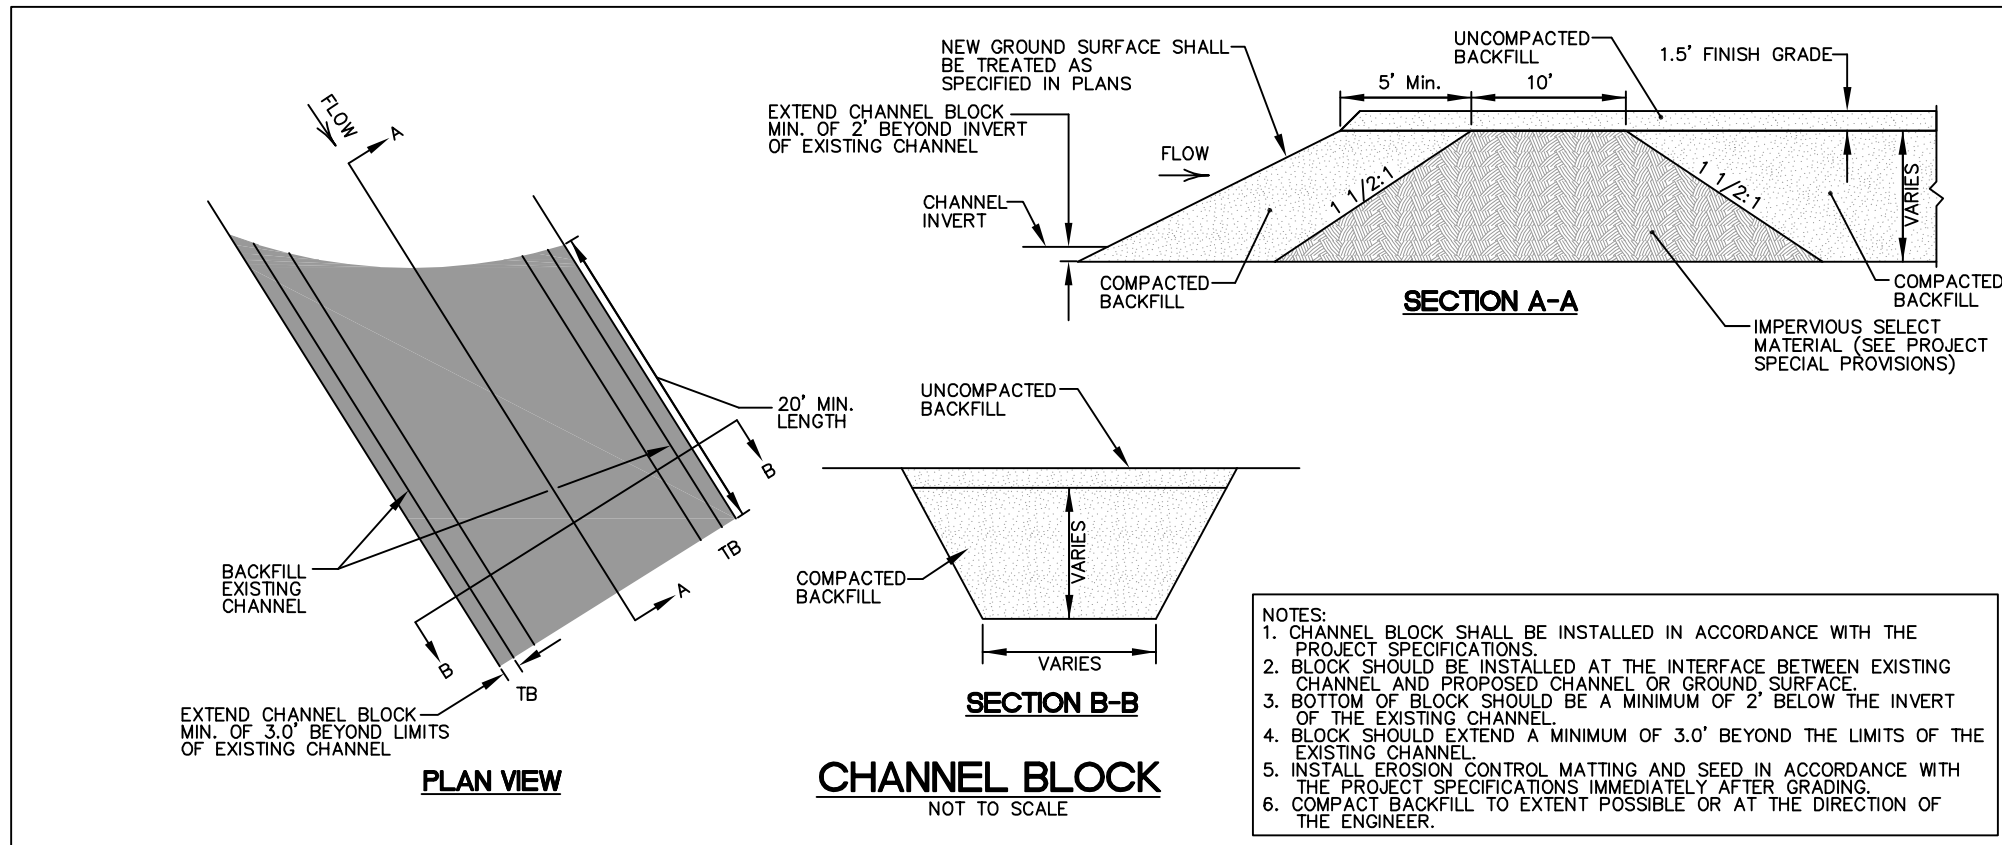 FLOW
A
20' MIN.
LENGTH
B
TB
A
BACKFILL
EXISTING
CHANNEL
B
TB
EXTEND CHANNEL BLOCK
MIN. OF 3.0' BEYOND LIMITS
OF EXISTING CHANNEL
PLAN VIEW
NEW GROUND SURFACE SHALL
BE TREATED AS
SPECIFIED IN PLANS
UNCOMPACTED
BACKFILL
1.5' FINISH GRADE
5' Min.
10'
EXTEND CHANNEL BLOCK
MIN. OF 2' BEYOND INVERT
OF EXISTING CHANNEL
FLOW
CHANNEL
INVERT
1 1/2:1
1 1/2:1
VARIES
COMPACTED
BACKFILL
COMPACTED
BACKFILL
SECTION A-A
IMPERVIOUS SELECT
MATERIAL (SEE PROJECT
SPECIAL PROVISIONS)
UNCOMPACTED
BACKFILL
VARIES
COMPACTED
BACKFILL
VARIES
SECTION B-B
CHANNEL BLOCK
NOT TO SCALE
NOTES:
1. CHANNEL BLOCK SHALL BE INSTALLED IN ACCORDANCE WITH THE
PROJECT SPECIFICATIONS.
2. BLOCK SHOULD BE INSTALLED AT THE INTERFACE BETWEEN EXISTING
CHANNEL AND PROPOSED CHANNEL OR GROUND SURFACE.
3. BOTTOM OF BLOCK SHOULD BE A MINIMUM OF 2' BELOW THE INVERT
OF THE EXISTING CHANNEL.
4. BLOCK SHOULD EXTEND A MINIMUM OF 3.0' BEYOND THE LIMITS OF THE
EXISTING CHANNEL.
5. INSTALL EROSION CONTROL MATTING AND SEED IN ACCORDANCE WITH
THE PROJECT SPECIFICATIONS IMMEDIATELY AFTER GRADING.
6. COMPACT BACKFILL TO EXTENT POSSIBLE OR AT THE DIRECTION OF
THE ENGINEER.